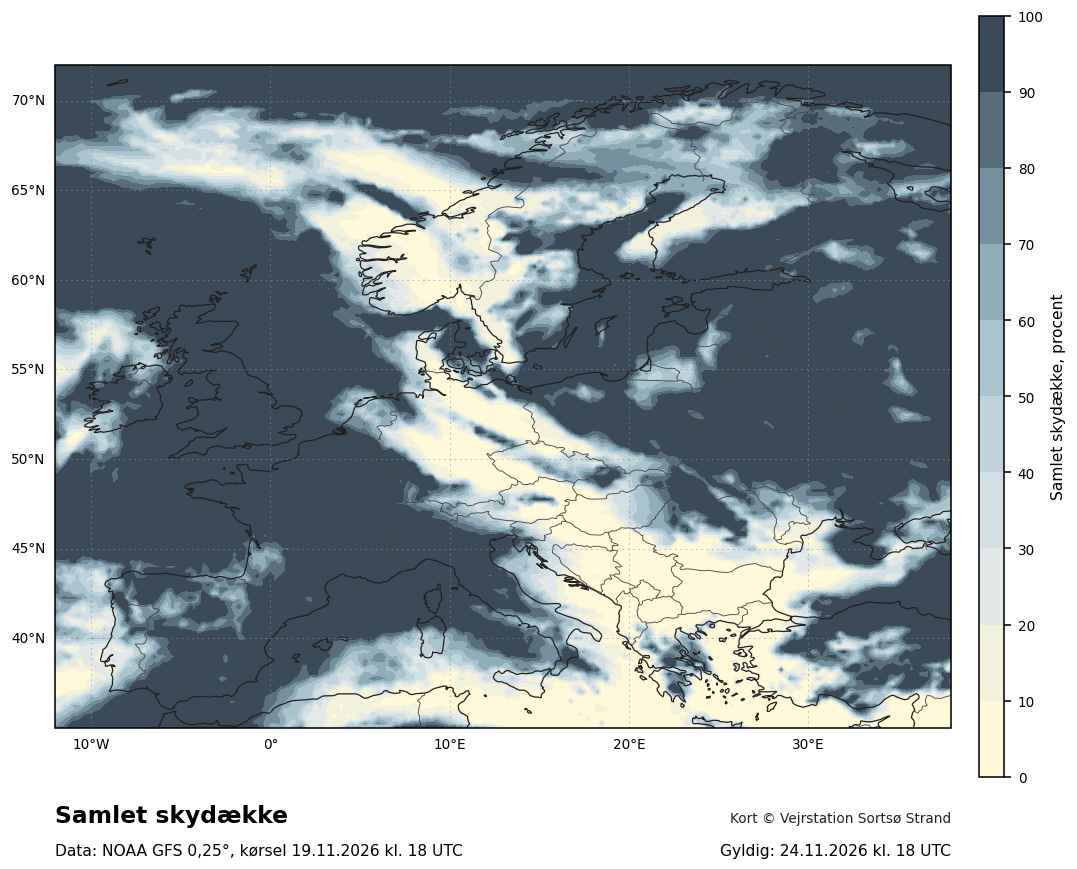 100
90
80
70
60
50
40
30
20
10
0
Samlet skydække, procent
70°N
65°N
60°N
55°N
50°N
45°N
40°N
10°W
0°
10°E
20°E
30°E
Samlet skydække
Kort © Vejrstation Sortsø Strand
Data: NOAA GFS 0,25°, kørsel 19.11.2026 kl. 18 UTC
Gyldig: 24.11.2026 kl. 18 UTC